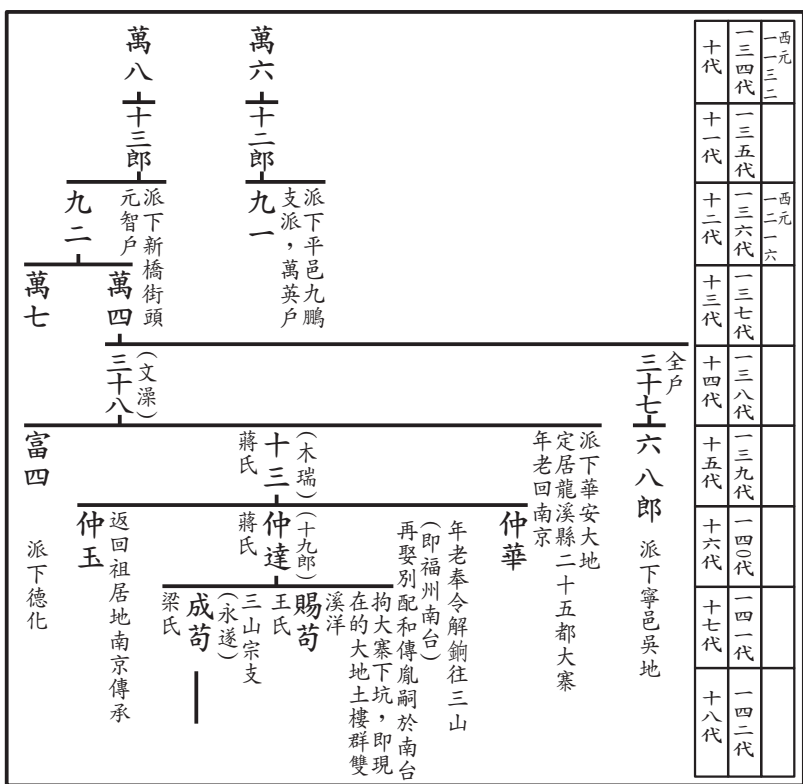 西元一一三二
西元一二一六
一三四代
一三五代
一三六代
一三七代
一三八代
一三九代
一四〇代
一四一代
一四二代
十代
十一代
十二代
十三代
十四代
十五代
十六代
十七代
十八代
萬六
十二郎
派下平邑九鵬
支派，萬英户
九一
萬八
十三郎
派下新橋街頭
元智户
九二
萬四
萬七
全户
三十七
六八郎
派下寧邑吳地
(文澡)
三十八
派下華安大地
定居龍溪縣二十五都大寨
年老回南京
(木瑞)
十三
蔣氏
富四
派下德化
仲華
年老奉令解銄往三山
(即福州南台)
再娶別配和傳胤嗣於南台
(十九郎)
仲達
蔣氏
返回祖居地南京傳承
仲玉
拘大寨下坑，即現
在的大地土樓群雙
溪洋
賜苟
王氏
三山宗支
(永遂)
成苟
梁氏